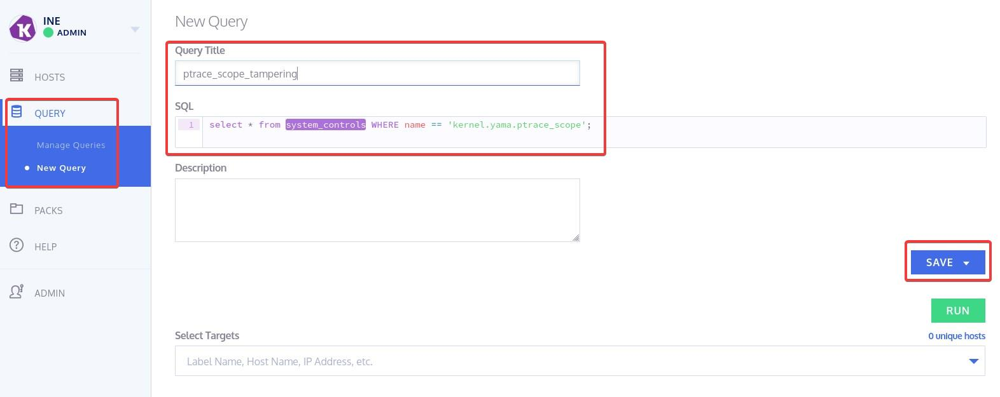 INE
ADMIN
HOSTS
QUERY
Manage Queries
New Query
PACKS
HELP
ADMIN
New Query
Query Title
ptrace_scope_tampering
SQL
1 select * from system_controls WHERE name == 'kernel.yama.ptrace_scope';
Description
SAVE
RUN
Select Targets 0 unique hosts
Label Name, Host Name, IP Address, etc.